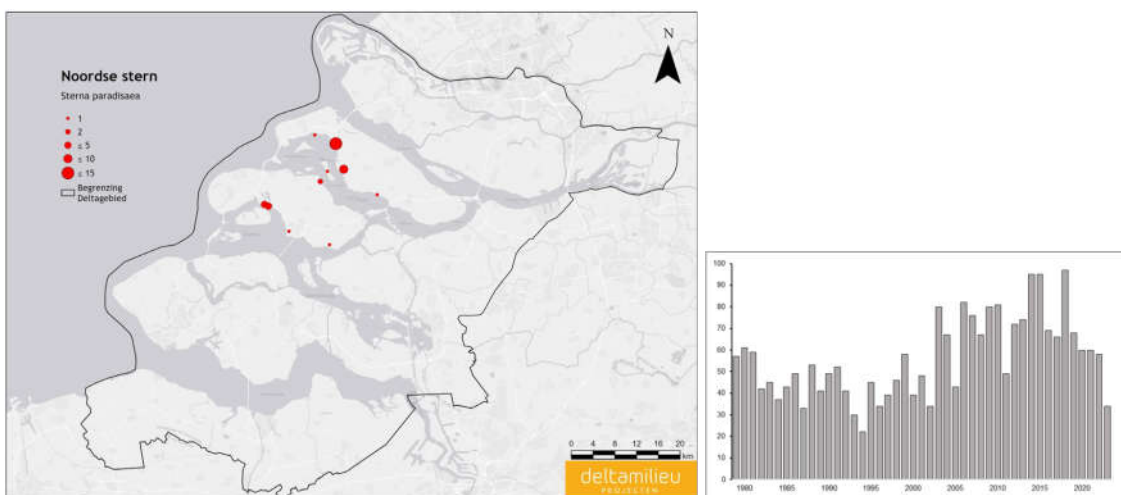 Noordse stern
Sterna paradisaea
1
2
≤ 5
≤ 10
≤ 15
Begrenzing
Deltagebied
N
0 4 8 12 16 20
km
deltamilieu
PROJECTEN
100
90
80
70
60
50
40
30
20
10
0
1980 1985 1990 1995 2000 2005 2010 2015 2020